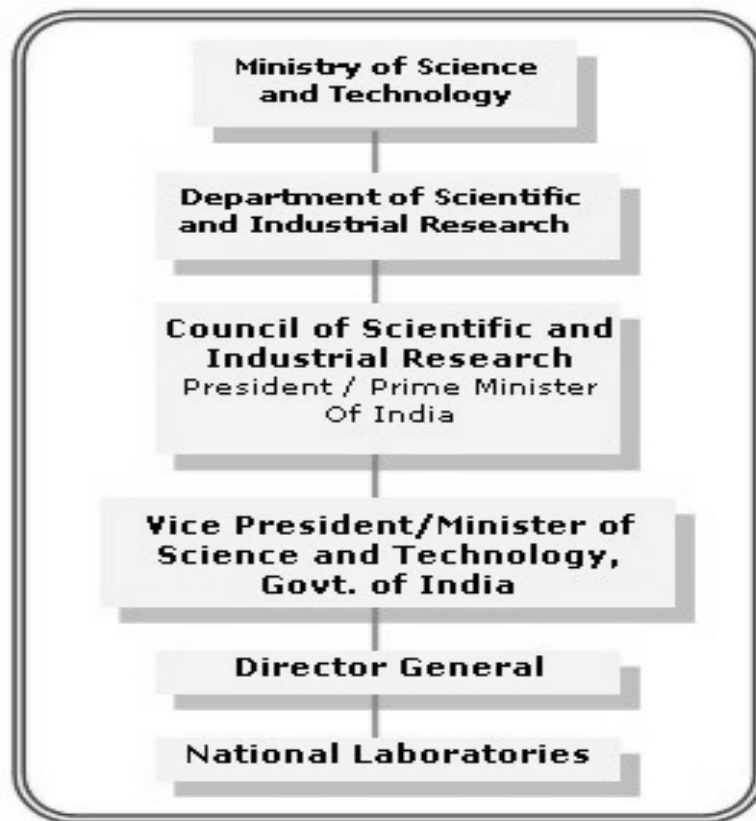 Ministry of Science
and Technology
Department of Scientific
and Industrial Research
Council of Scientific and
Industrial Research
President / Prime Minister
Of India
Vice President/Minister of
Science and Technology,
Govt. of India
Director General
National Laboratories